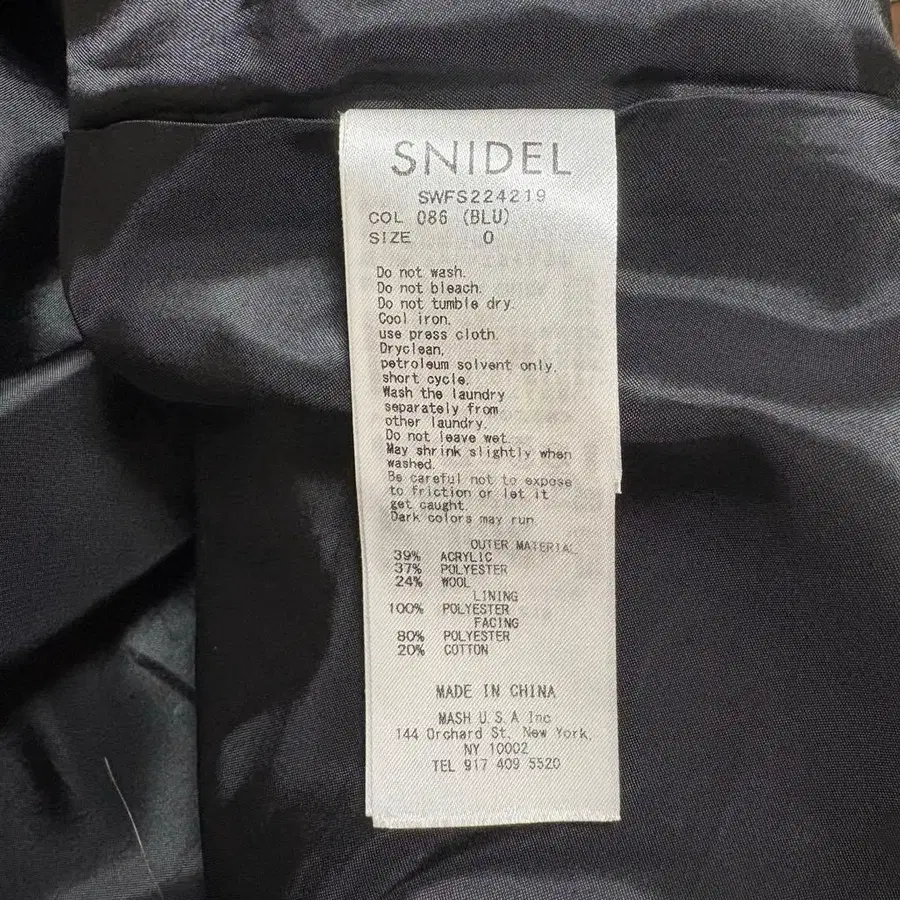 SNIDEL
SWFS224219
COL 086 (BLU)
SIZE 0
Do not wash.
Do not bleach.
Do not tumble dry.
Cool iron.
use press cloth.
Dryclean,
petroleum solvent only,
short cycle.
Wash the laundry
separately from
other laundry.
Do not leave wet.
May shrink slightly when
washed.
Be careful not to expose
to friction or let it
get caught.
Dark colors may run
OUTER MATERIAL
39% ACRYLIC
37% POLYESTER
24% WOOL
LINING
100% POLYESTER
FACING
80% POLYESTER
20% COTTON
MADE IN CHINA
MASH U.S.A Inc
144 Orchard St, New York,
NY 10002
TEL 917 409 5520